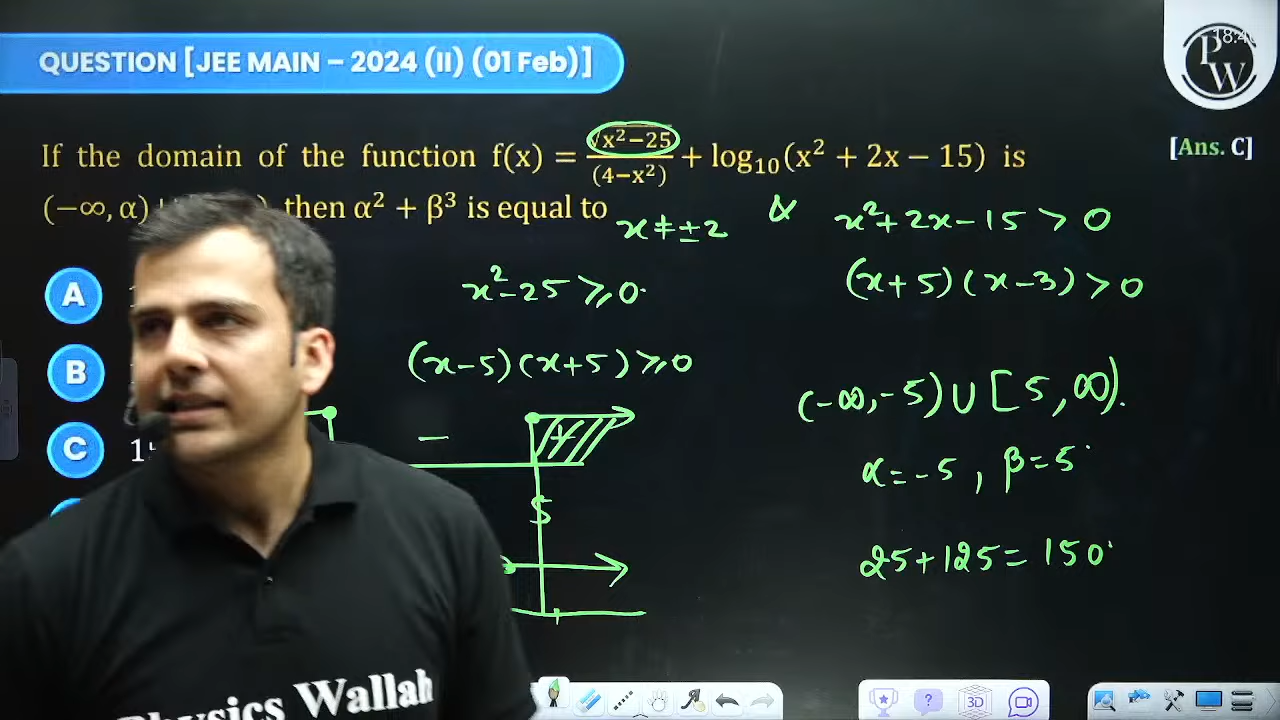 QUESTION [JEE MAIN – 2024 (II) (01 Feb)]
PW
[Ans. C]
If the domain of the function f(x) = √(x²−25)/(4−x²) + log₁₀(x² + 2x − 15) is
(−∞, α) then α² + β³ is equal to
x ≠ ±2 & x²+2x−15 > 0
A
x²−25 ≥ 0
(x+5)(x−3) > 0
B
(x−5)(x+5) ≥ 0
(−∞,−5) ∪ [5, ∞).
C
− +
α = −5, β = 5
5
25+125 = 150
Physics Wallah
3D